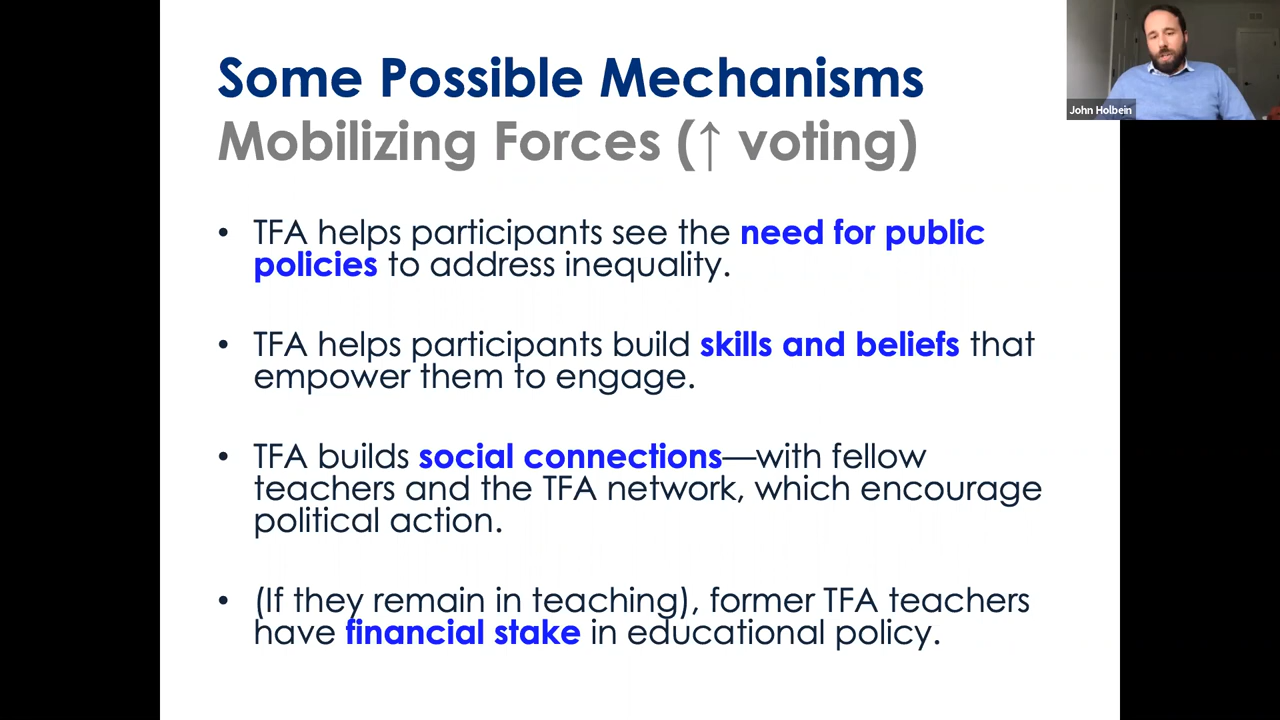 Some Possible Mechanisms
Mobilizing Forces (↑ voting)
John Holbein
• TFA helps participants see the need for public
policies to address inequality.
• TFA helps participants build skills and beliefs that
empower them to engage.
• TFA builds social connections—with fellow
teachers and the TFA network, which encourage
political action.
• (If they remain in teaching), former TFA teachers
have financial stake in educational policy.